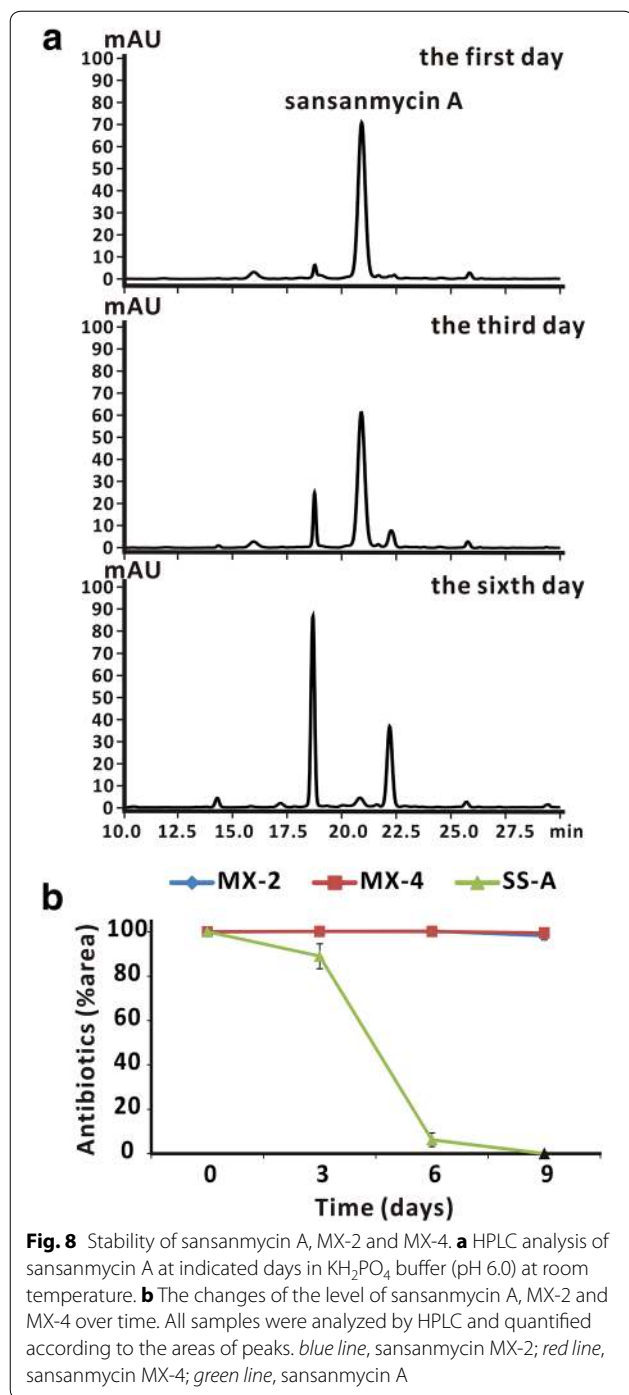 a
mAU
the first day
sansanmycin A
100
90
80
70
60
50
40
30
20
10
0
mAU
the third day
100
90
80
70
60
50
40
30
20
10
0
mAU
the sixth day
100
90
80
70
60
50
40
30
20
10
0
10.0 12.5 15.0 17.5 20.0 22.5 25.0 27.5 min
MX-2 MX-4 SS-A
b
Antibiotics (%area)
100
80
60
40
20
0
0 3 6 9
Time (days)
Fig. 8 Stability of sansanmycin A, MX-2 and MX-4. a HPLC analysis of
sansanmycin A at indicated days in KH₂PO₄ buffer (pH 6.0) at room
temperature. b The changes of the level of sansanmycin A, MX-2 and
MX-4 over time. All samples were analyzed by HPLC and quantified
according to the areas of peaks. blue line, sansanmycin MX-2; red line,
sansanmycin MX-4; green line, sansanmycin A